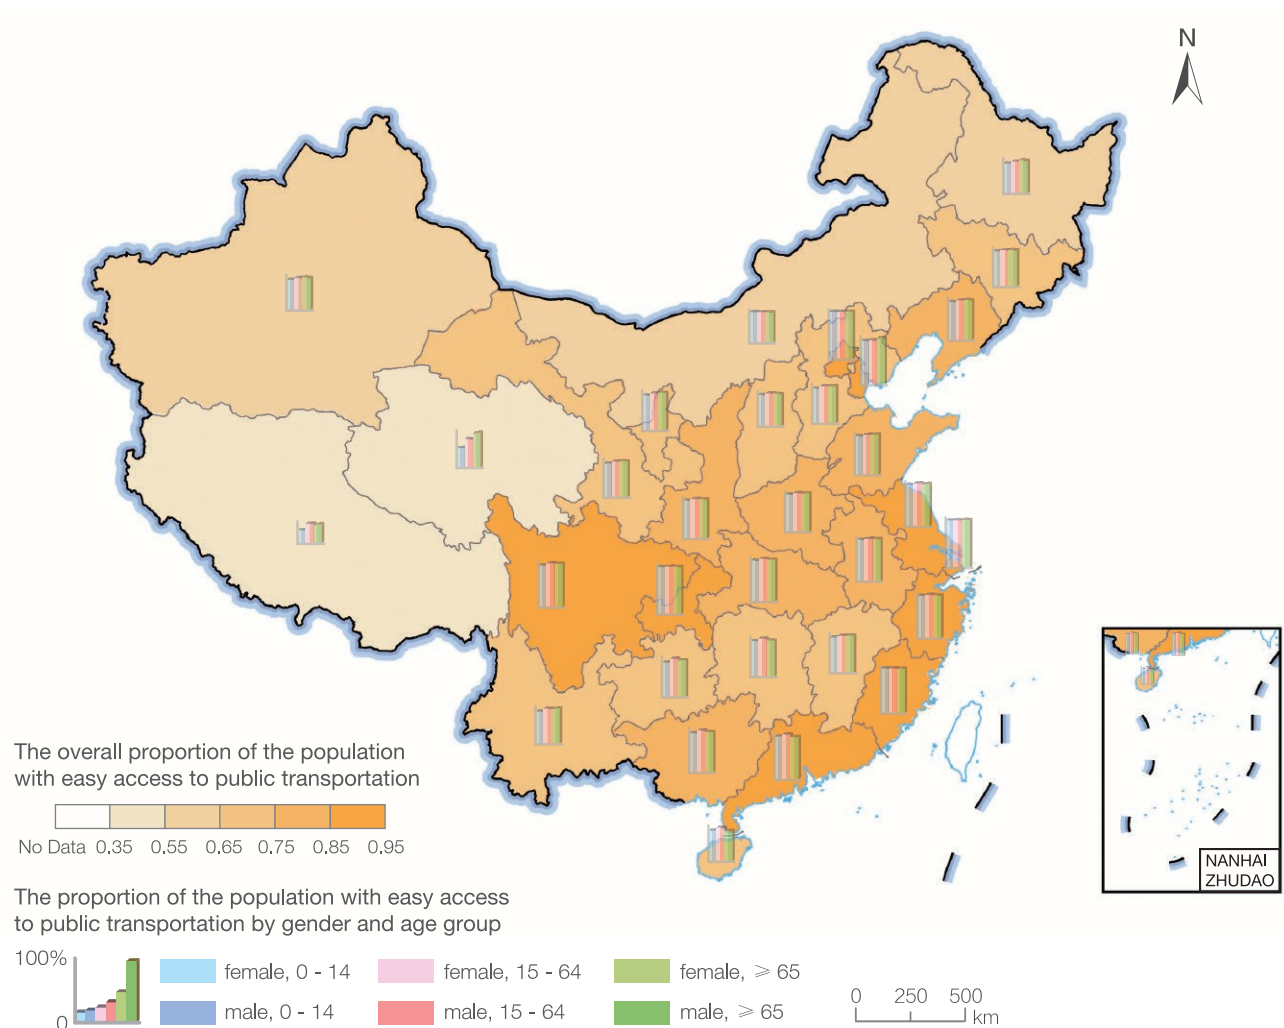 N
The overall proportion of the population
with easy access to public transportation
No Data 0.35 0.55 0.65 0.75 0.85 0.95
The proportion of the population with easy access
to public transportation by gender and age group
100%
0
female, 0 - 14
female, 15 - 64
female, ⩾ 65
male, 0 - 14
male, 15 - 64
male, ⩾ 65
0 250 500
km
NANHAI
ZHUDAO